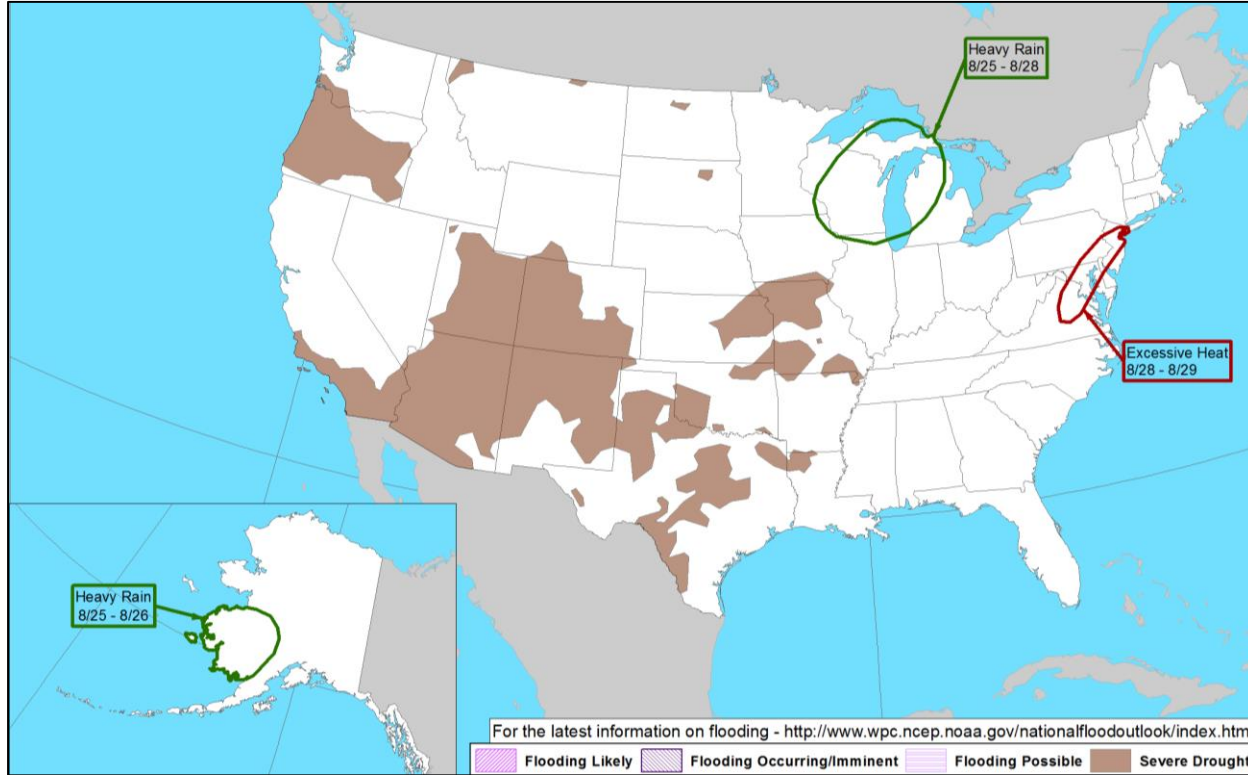 Heavy Rain
8/25 - 8/28
Excessive Heat
8/28 - 8/29
Heavy Rain
8/25 - 8/26
For the latest information on flooding - http://www.wpc.ncep.noaa.gov/nationalfloodoutlook/index.htm
Flooding Likely Flooding Occurring/Imminent Flooding Possible Severe Drought